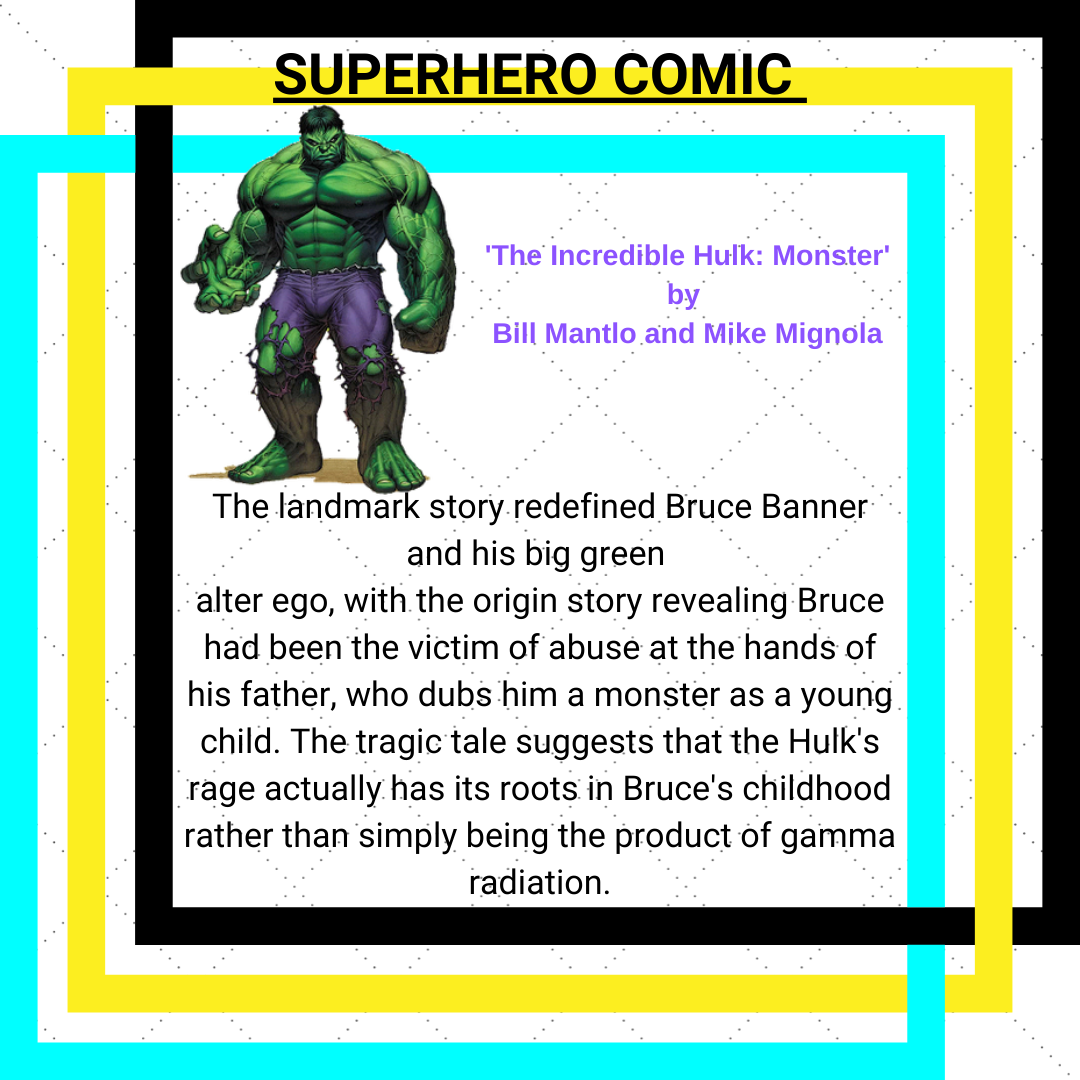 SUPERHERO COMIC
'The Incredible Hulk: Monster'
by
Bill Mantlo and Mike Mignola
The landmark story redefined Bruce Banner
and his big green
alter ego, with the origin story revealing Bruce
had been the victim of abuse at the hands of
his father, who dubs him a monster as a young
child. The tragic tale suggests that the Hulk's
rage actually has its roots in Bruce's childhood
rather than simply being the product of gamma
radiation.